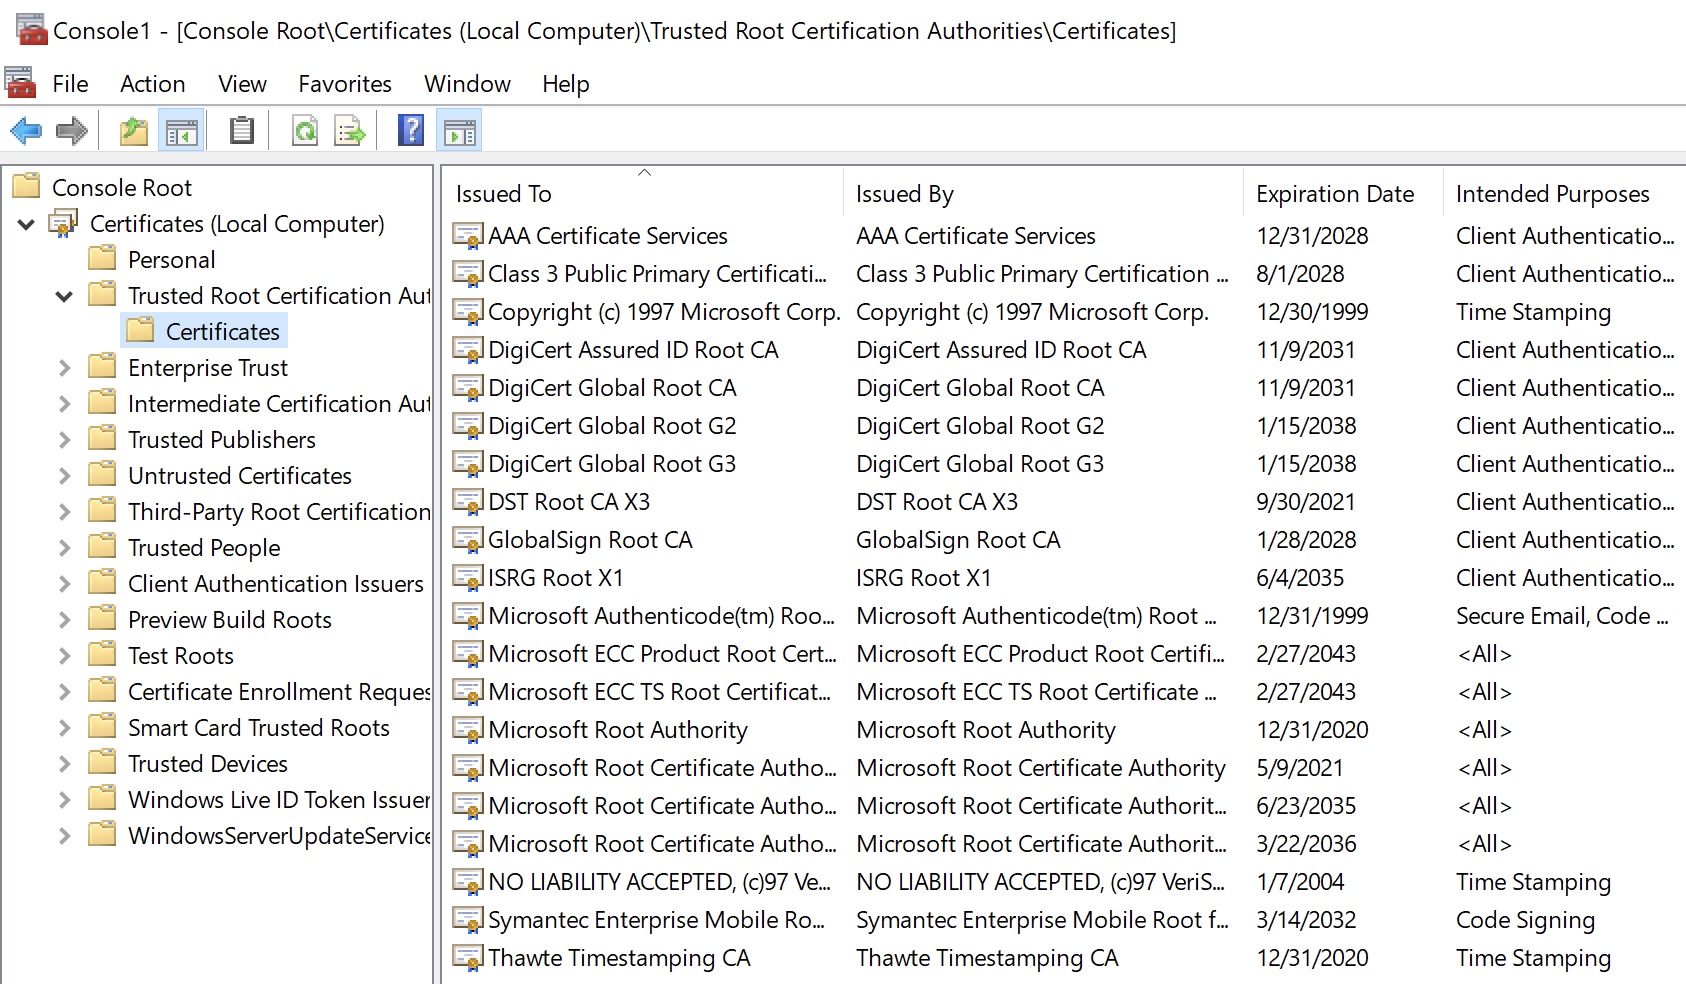 Console1 - [Console Root\Certificates (Local Computer)\Trusted Root Certification Authorities\Certificates]
File Action View Favorites Window Help
Console Root
Certificates (Local Computer)
Personal
Trusted Root Certification Aut
Certificates
Enterprise Trust
Intermediate Certification Aut
Trusted Publishers
Untrusted Certificates
Third-Party Root Certification
Trusted People
Client Authentication Issuers
Preview Build Roots
Test Roots
Certificate Enrollment Reques
Smart Card Trusted Roots
Trusted Devices
Windows Live ID Token Issuer
WindowsServerUpdateService
Issued To Issued By Expiration Date Intended Purposes
AAA Certificate Services AAA Certificate Services 12/31/2028 Client Authenticatio...
Class 3 Public Primary Certificati... Class 3 Public Primary Certification ... 8/1/2028 Client Authenticatio...
Copyright (c) 1997 Microsoft Corp. Copyright (c) 1997 Microsoft Corp. 12/30/1999 Time Stamping
DigiCert Assured ID Root CA DigiCert Assured ID Root CA 11/9/2031 Client Authenticatio...
DigiCert Global Root CA DigiCert Global Root CA 11/9/2031 Client Authenticatio...
DigiCert Global Root G2 DigiCert Global Root G2 1/15/2038 Client Authenticatio...
DigiCert Global Root G3 DigiCert Global Root G3 1/15/2038 Client Authenticatio...
DST Root CA X3 DST Root CA X3 9/30/2021 Client Authenticatio...
GlobalSign Root CA GlobalSign Root CA 1/28/2028 Client Authenticatio...
ISRG Root X1 ISRG Root X1 6/4/2035 Client Authenticatio...
Microsoft Authenticode(tm) Roo... Microsoft Authenticode(tm) Root ... 12/31/1999 Secure Email, Code ...
Microsoft ECC Product Root Cert... Microsoft ECC Product Root Certifi... 2/27/2043 <All>
Microsoft ECC TS Root Certificat... Microsoft ECC TS Root Certificate ... 2/27/2043 <All>
Microsoft Root Authority Microsoft Root Authority 12/31/2020 <All>
Microsoft Root Certificate Autho... Microsoft Root Certificate Authority 5/9/2021 <All>
Microsoft Root Certificate Autho... Microsoft Root Certificate Authorit... 6/23/2035 <All>
Microsoft Root Certificate Autho... Microsoft Root Certificate Authorit... 3/22/2036 <All>
NO LIABILITY ACCEPTED, (c)97 Ve... NO LIABILITY ACCEPTED, (c)97 VeriS... 1/7/2004 Time Stamping
Symantec Enterprise Mobile Ro... Symantec Enterprise Mobile Root f... 3/14/2032 Code Signing
Thawte Timestamping CA Thawte Timestamping CA 12/31/2020 Time Stamping